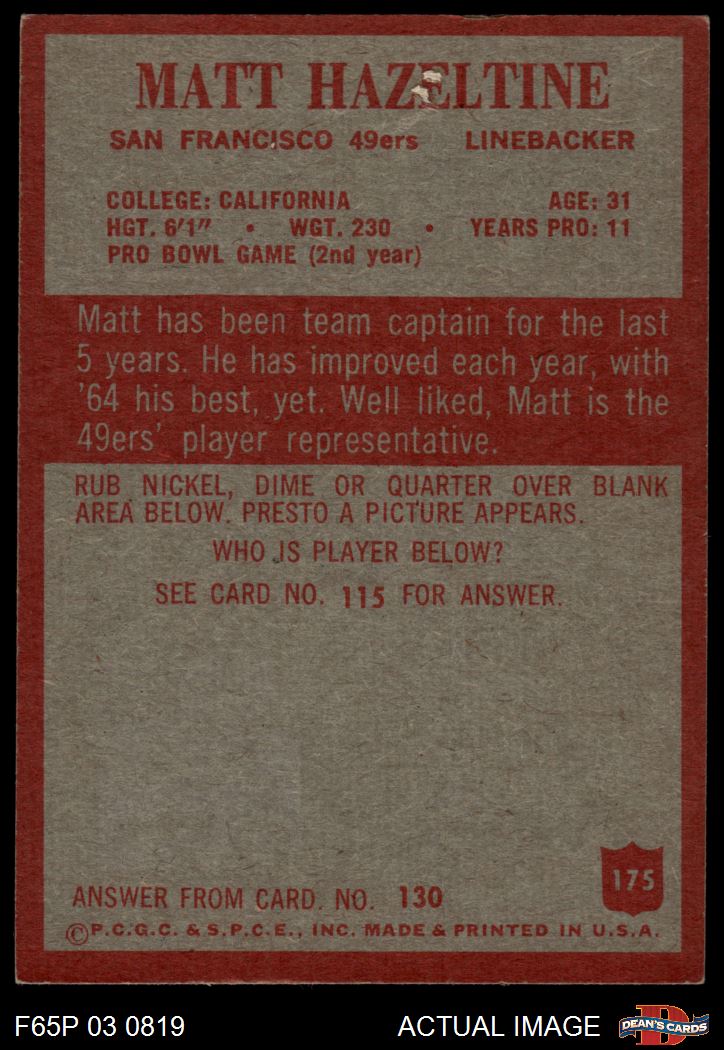 MATT HAZELTINE
SAN FRANCISCO 49ers LINEBACKER
COLLEGE: CALIFORNIA AGE: 31
HGT. 6'1" • WGT. 230 • YEARS PRO: 11
PRO BOWL GAME (2nd year)
Matt has been team captain for the last
5 years. He has improved each year, with
'64 his best, yet. Well liked, Matt is the
49ers' player representative.
RUB NICKEL, DIME OR QUARTER OVER BLANK
AREA BELOW. PRESTO A PICTURE APPEARS.
WHO IS PLAYER BELOW?
SEE CARD NO. 115 FOR ANSWER.
175
ANSWER FROM CARD. NO. 130
©P.C.G.C. & S.P.C.E., INC. MADE & PRINTED IN U.S.A.
F65P 03 0819 ACTUAL IMAGE
D
DEAN'S CARDS